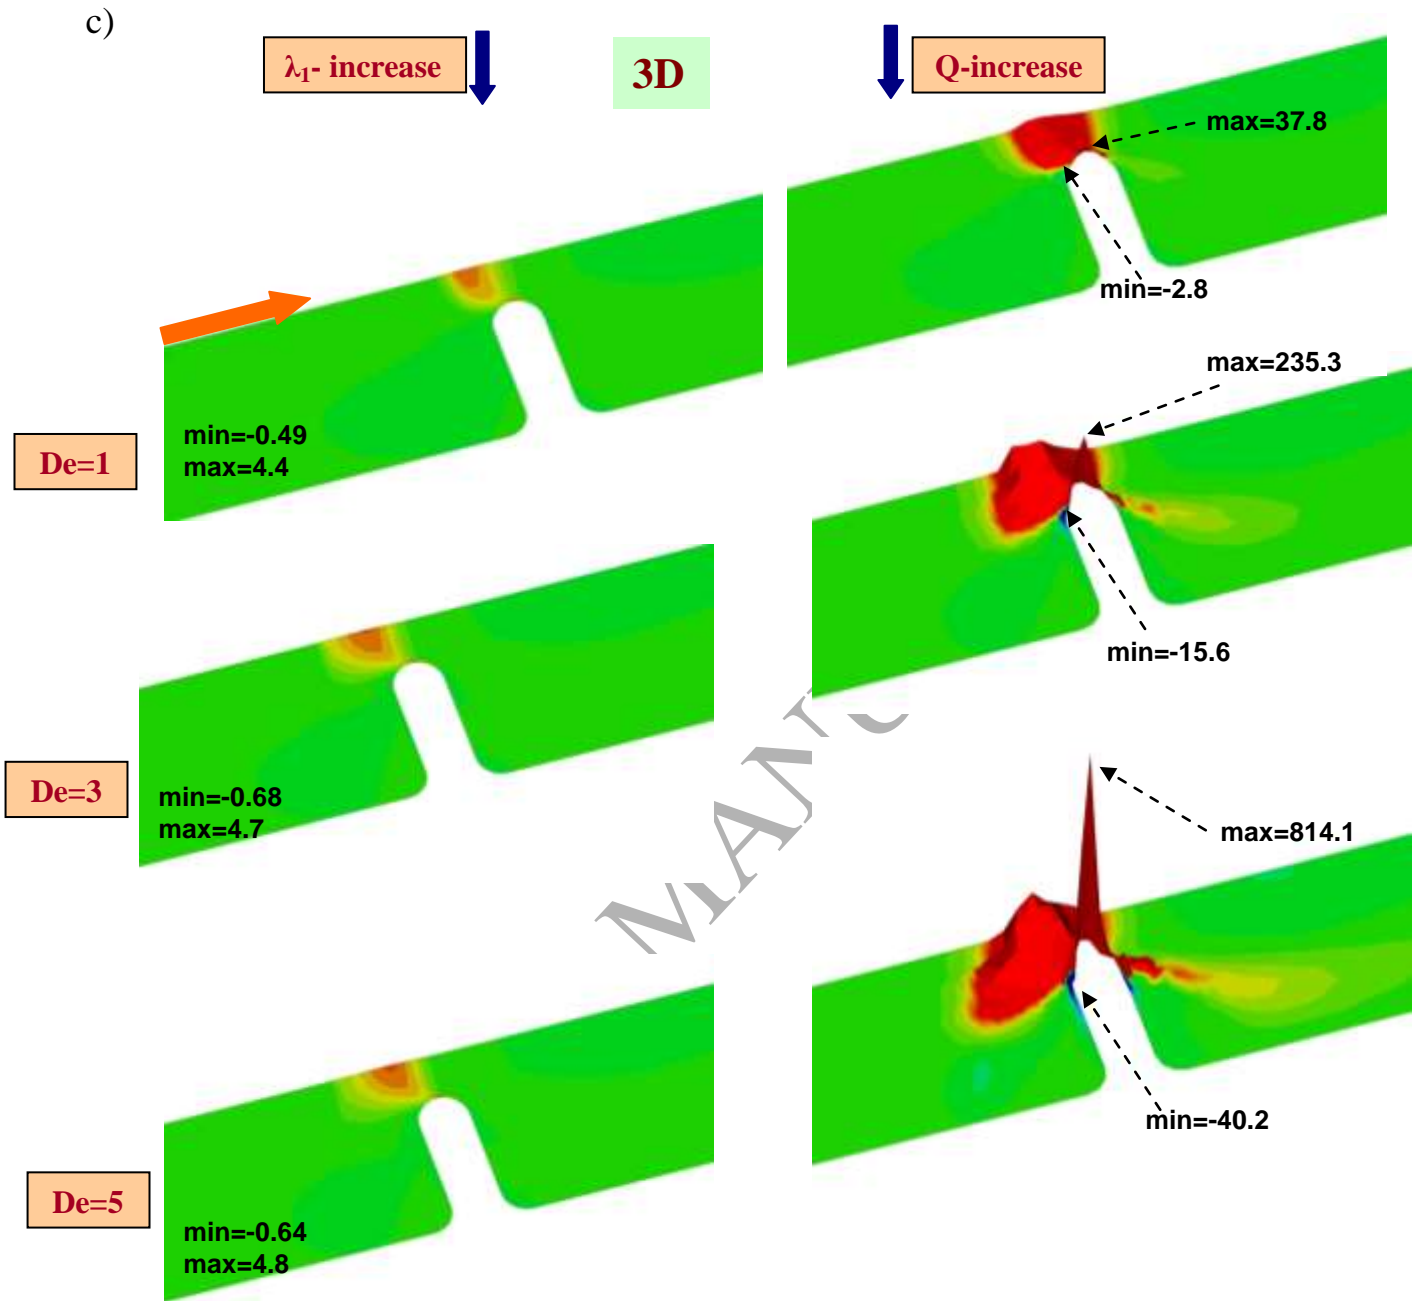 c)
λ1- increase
3D
Q-increase
max=37.8
min=-2.8
De=1
min=-0.49
max=4.4
max=235.3
min=-15.6
De=3
min=-0.68
max=4.7
max=814.1
min=-40.2
De=5
min=-0.64
max=4.8